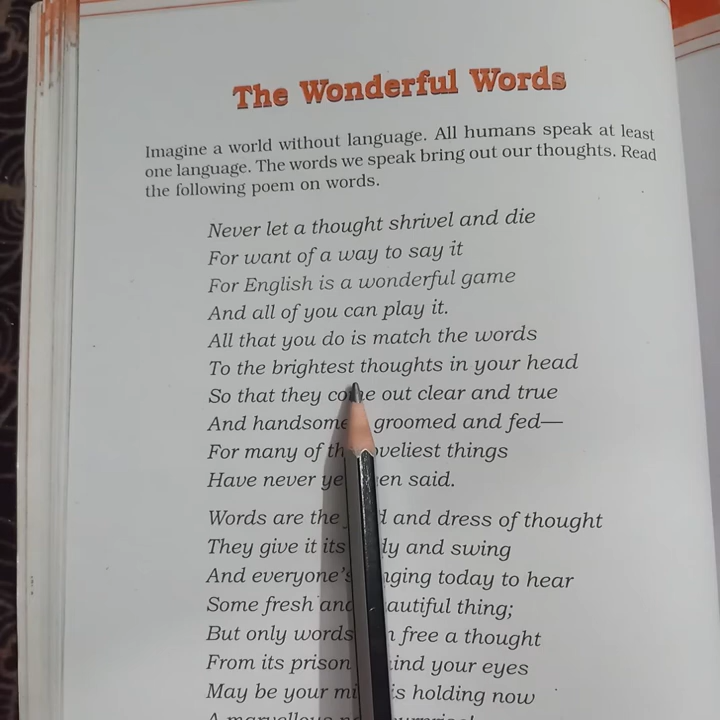 The Wonderful Words
Imagine a world without language. All humans speak at least
one language. The words we speak bring out our thoughts. Read
the following poem on words.
Never let a thought shrivel and die
For want of a way to say it
For English is a wonderful game
And all of you can play it.
All that you do is match the words
To the brightest thoughts in your head
So that they come out clear and true
And handsomely groomed and fed—
For many of the loveliest things
Have never yet been said.
Words are the food and dress of thought
They give it its body and swing
And everyone's longing today to hear
Some fresh and beautiful thing;
But only words can free a thought
From its prison behind your eyes
May be your mind is holding now
A marvellous new surprise!